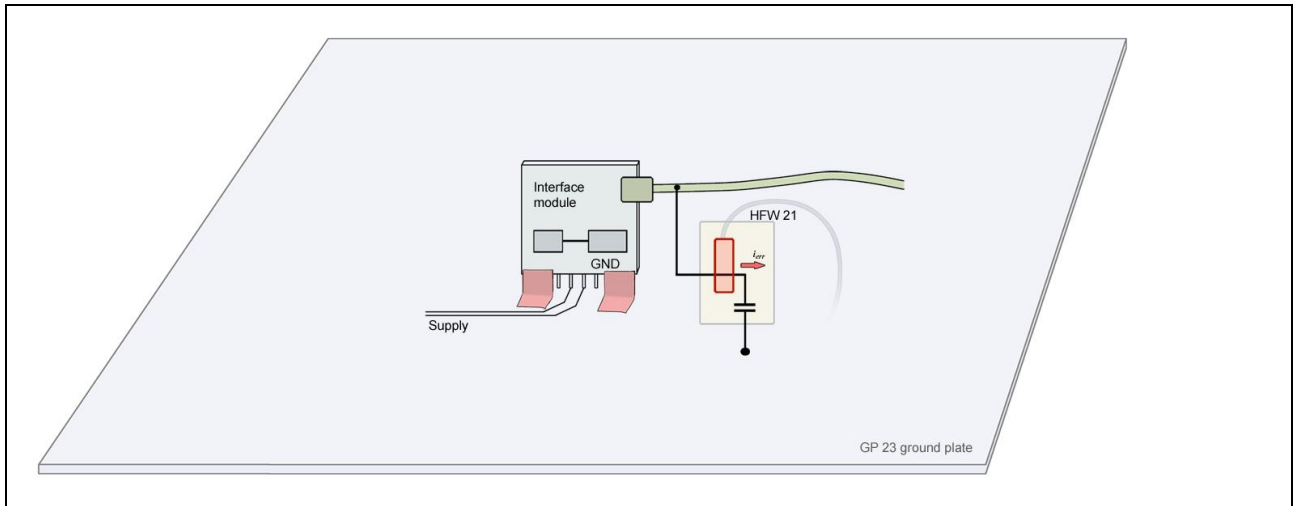 Interface
module
HFW 21
i_err
GND
Supply
GP 23 ground plate